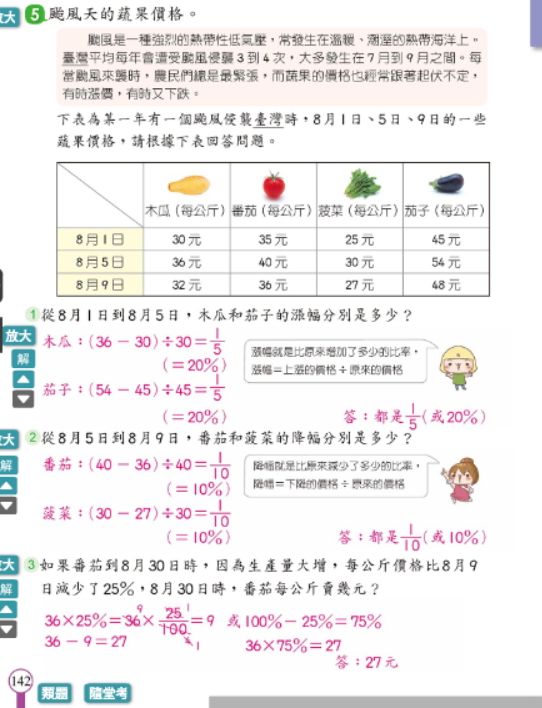 大 5 颱風天的蔬果價格。
颱風是一種強烈的熱帶性低氣壓,常發生在溫暖、潮溼的熱帶海洋上。
臺灣平均每年會遭受颱風侵襲3到4次,大多發生在7月到9月之間。每
當颱風來襲時,農民們總是最緊張,而蔬果的價格也經常跟著起伏不定,
有時漲價,有時又下跌。
下表為某一年有一個颱風侵襲臺灣時,8月1日、5日、9日的一些
蔬果價格,請根據下表回答問題。
木瓜(每公斤) 番茄(每公斤) 菠菜(每公斤) 茄子(每公斤)
8月1日 30元 35元 25元 45元
8月5日 36元 40元 30元 54元
8月9日 32元 36元 27元 48元
1 從8月1日到8月5日,木瓜和茄子的漲幅分別是多少?
放大
解
木瓜:(36-30)÷30=1/5
(=20%)
漲幅就是比原來增加了多少的比率,
漲幅=上漲的價格÷原來的價格
茄子:(54-45)÷45=1/5
(=20%)
答:都是1/5(或20%)
大 2 從8月5日到8月9日,番茄和菠菜的降幅分別是多少?
解
番茄:(40-36)÷40=1/10
(=10%)
降幅就是比原來減少了多少的比率,
降幅=下降的價格÷原來的價格
菠菜:(30-27)÷30=1/10
(=10%)
答:都是1/10(或10%)
大 3 如果番茄到8月30日時,因為生產量大增,每公斤價格比8月9
解 日減少了25%,8月30日時,番茄每公斤賣幾元?
36×25%=36×25/100=9 或100%-25%=75%
9 1 4 1
36-9=27 36×75%=27
答:27元
142
類題 隨堂考